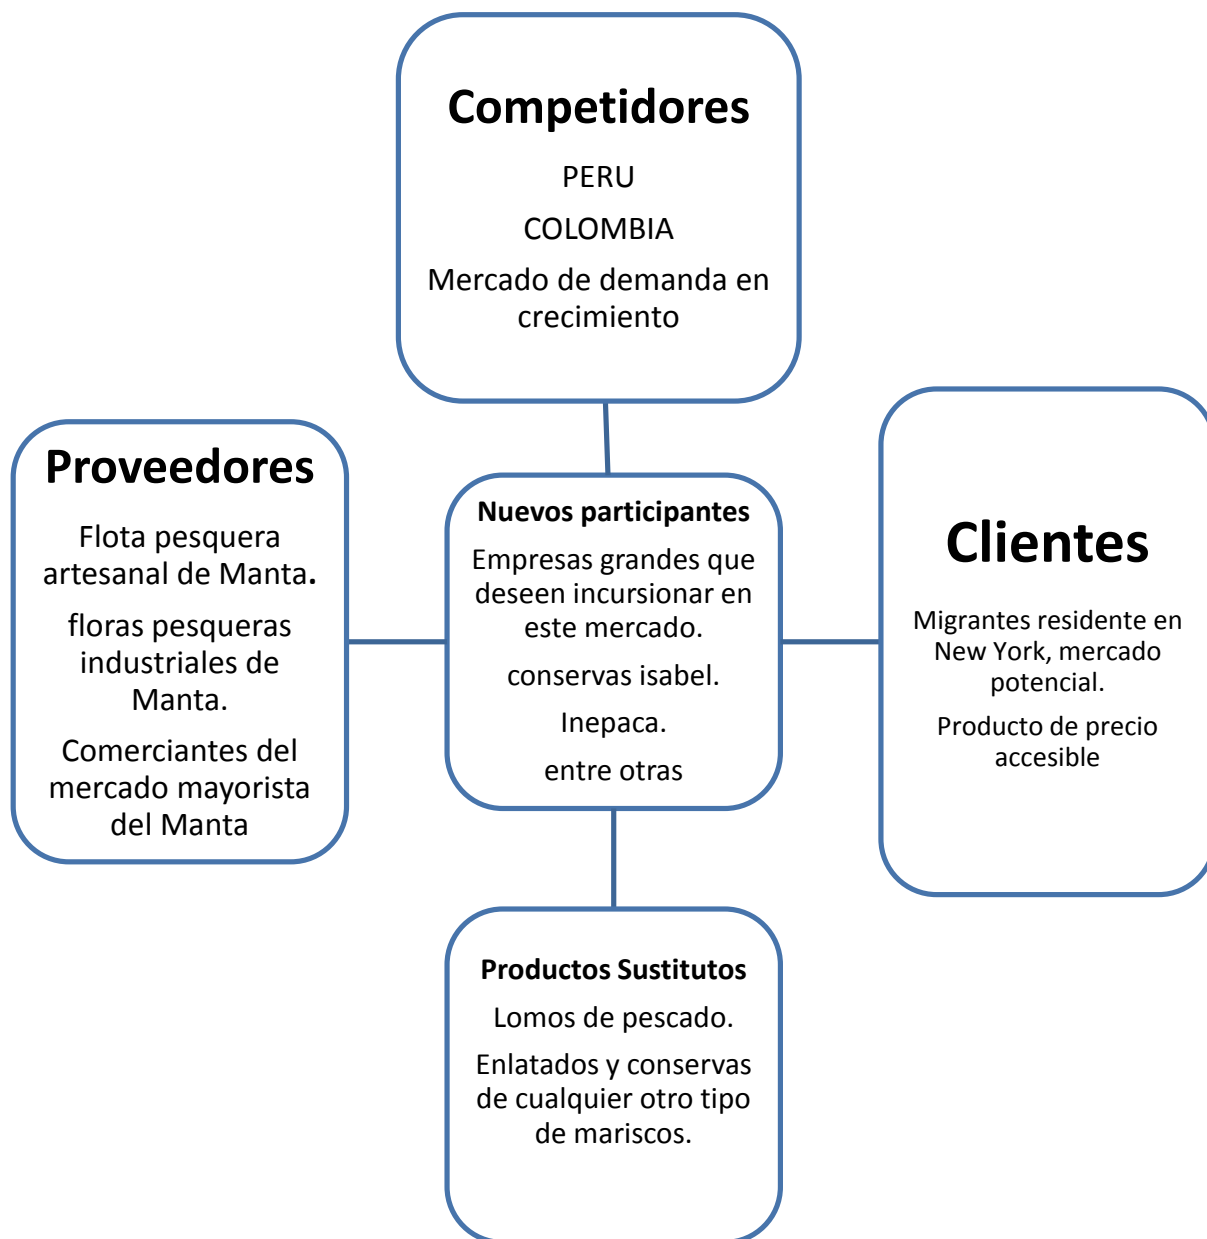 Competidores
PERU
COLOMBIA
Mercado de demanda en
crecimiento
Proveedores
Flota pesquera
artesanal de Manta.
floras pesqueras
industriales de
Manta.
Comerciantes del
mercado mayorista
del Manta
Nuevos participantes
Empresas grandes que
deseen incursionar en
este mercado.
conservas isabel.
Inepaca.
entre otras
Clientes
Migrantes residente en
New York, mercado
potencial.
Producto de precio
accesible
Productos Sustitutos
Lomos de pescado.
Enlatados y conservas
de cualquier otro tipo
de mariscos.